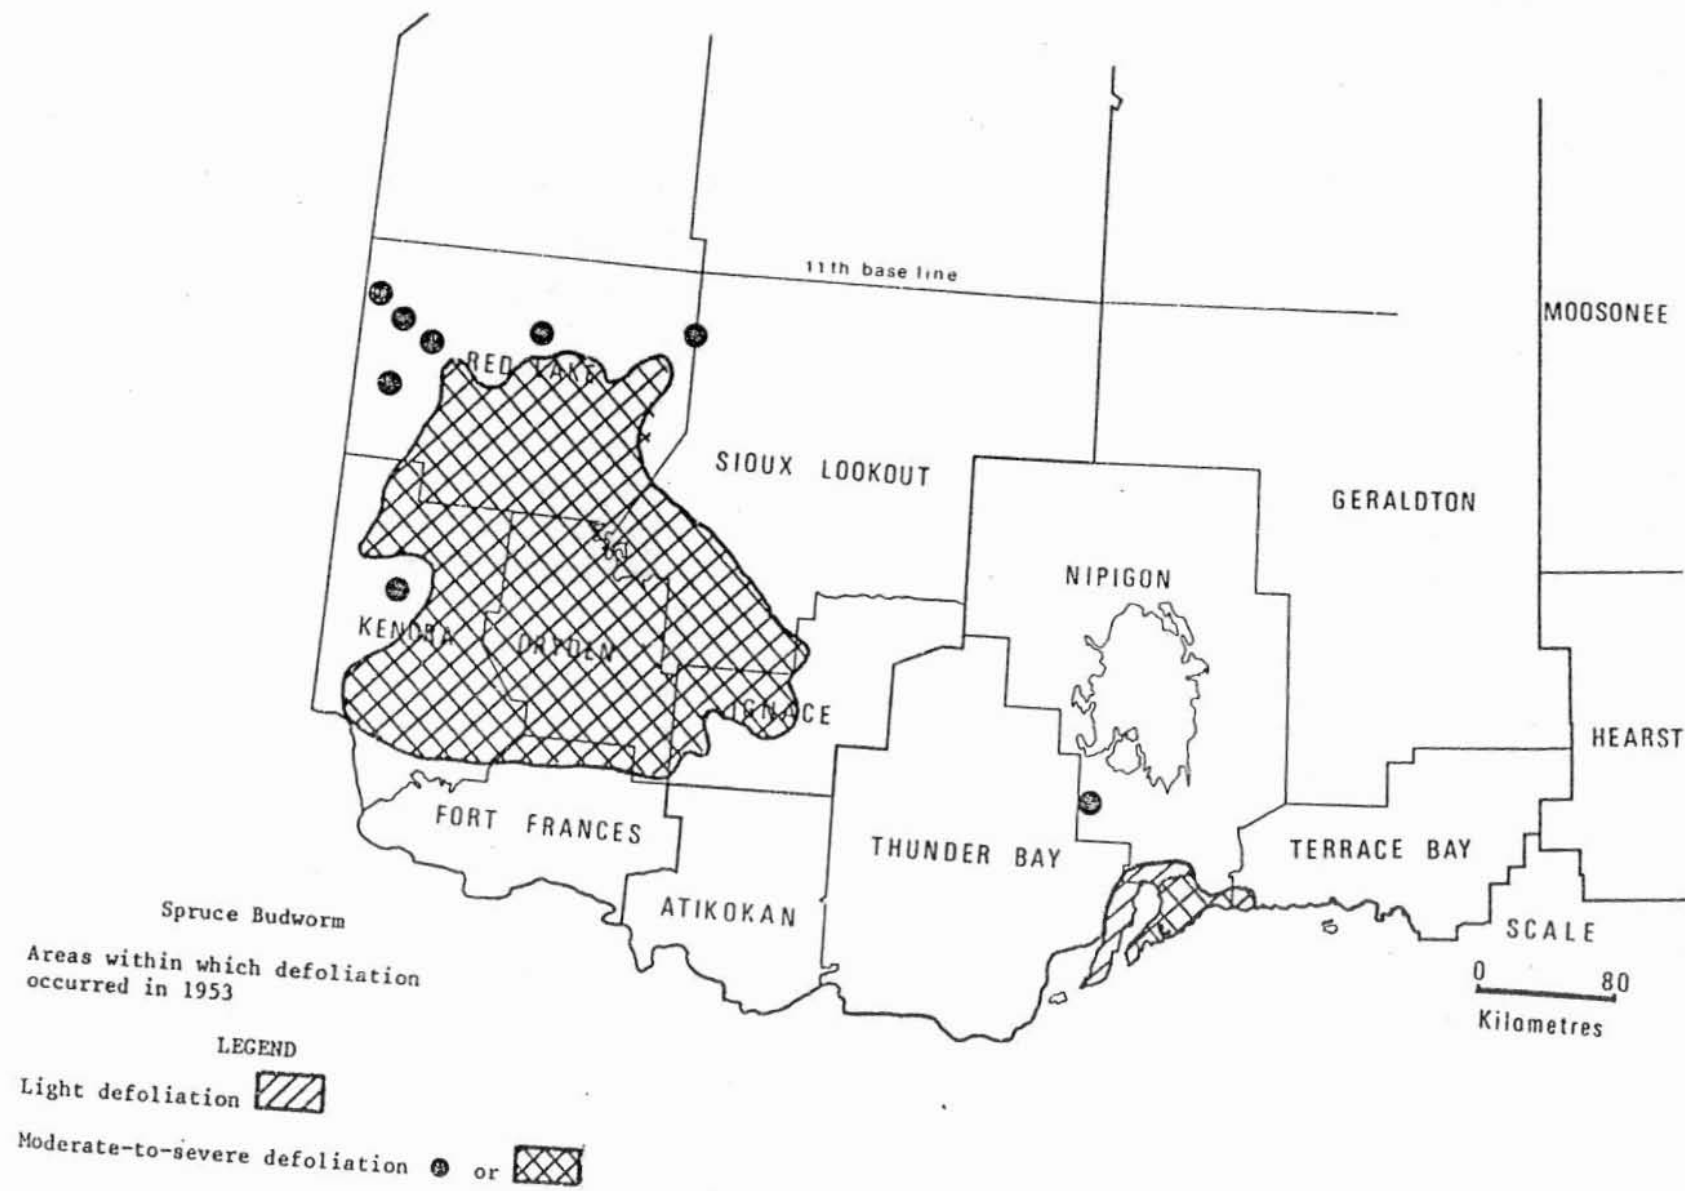 11th base line
MOOSONEE
RED LAKE
SIOUX LOOKOUT
GERALDTON
NIPIGON
KENORA
DRYDEN
IGNACE
HEARST
FORT FRANCES
THUNDER BAY
TERRACE BAY
ATIKOKAN
SCALE
0 80
Kilometres
Spruce Budworm
Areas within which defoliation
occurred in 1953
LEGEND
Light defoliation
Moderate-to-severe defoliation or